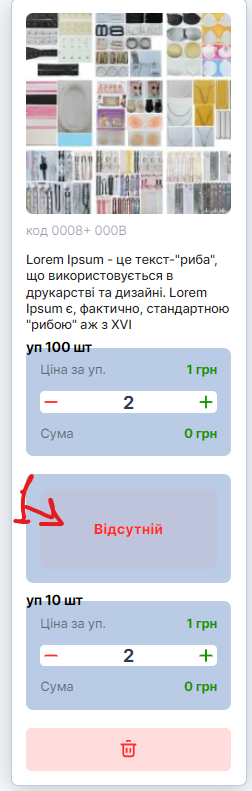 код 0008+ 000В
Lorem Ipsum - це текст-"риба",
що використовується в
друкарстві та дизайні. Lorem
Ipsum є, фактично, стандартною
"рибою" аж з XVI
уп 100 шт
Ціна за уп. 1 грн
− 2 +
Сума 0 грн
Відсутній
уп 10 шт
Ціна за уп. 1 грн
− 2 +
Сума 0 грн